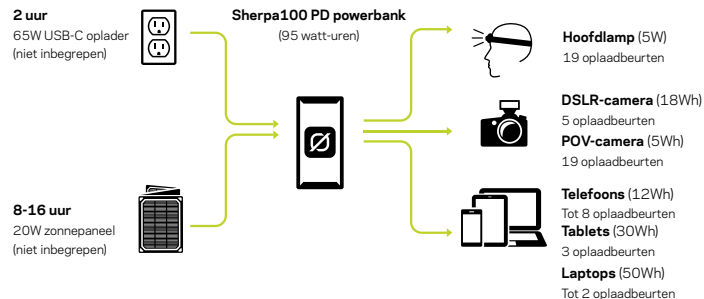 2 uur
65W USB-C oplader
(niet inbegrepen)
Sherpa100 PD powerbank
(95 watt-uren)
Hoofdlamp (5W)
19 oplaadbeurten
DSLR-camera (18Wh)
5 oplaadbeurten
POV-camera (5Wh)
19 oplaadbeurten
8-16 uur
20W zonnepaneel
(niet inbegrepen)
Telefoons (12Wh)
Tot 8 oplaadbeurten
Tablets (30Wh)
3 oplaadbeurten
Laptops (50Wh)
Tot 2 oplaadbeurten